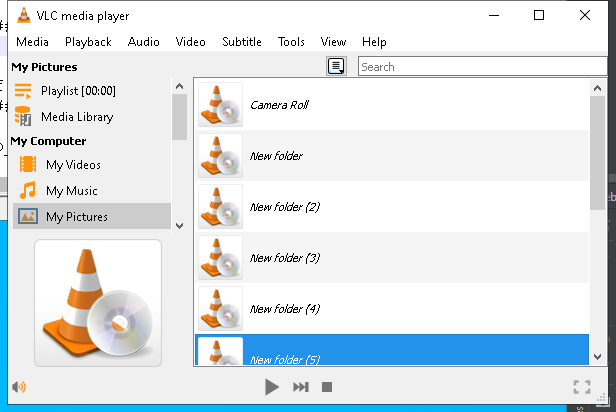 VLC media player
Media Playback Audio Video Subtitle Tools View Help
My Pictures
Search
Playlist [00:00]
Media Library
My Computer
My Videos
My Music
My Pictures
Camera Roll
New folder
New folder (2)
New folder (3)
New folder (4)
New folder (5)